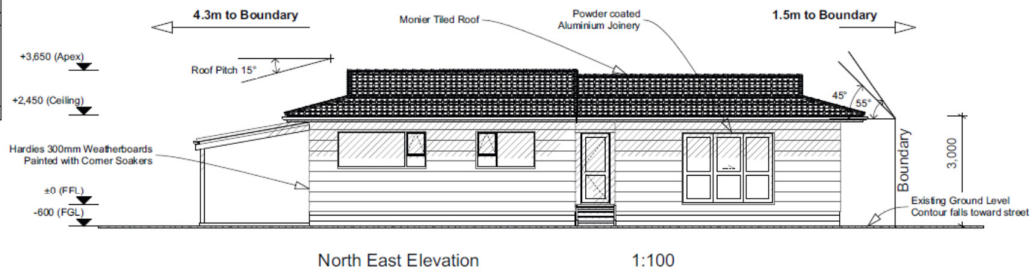 4.3m to Boundary
Monier Tiled Roof
Powder coated
Aluminium Joinery
1.5m to Boundary
+3,650 (Apex)
Roof Pitch 15°
+2,450 (Ceiling)
45°
55°
Hardies 300mm Weatherboards
Painted with Corner Soakers
Boundary
3,000
±0 (FFL)
-600 (FGL)
Existing Ground Level
Contour falls toward street
North East Elevation
1:100